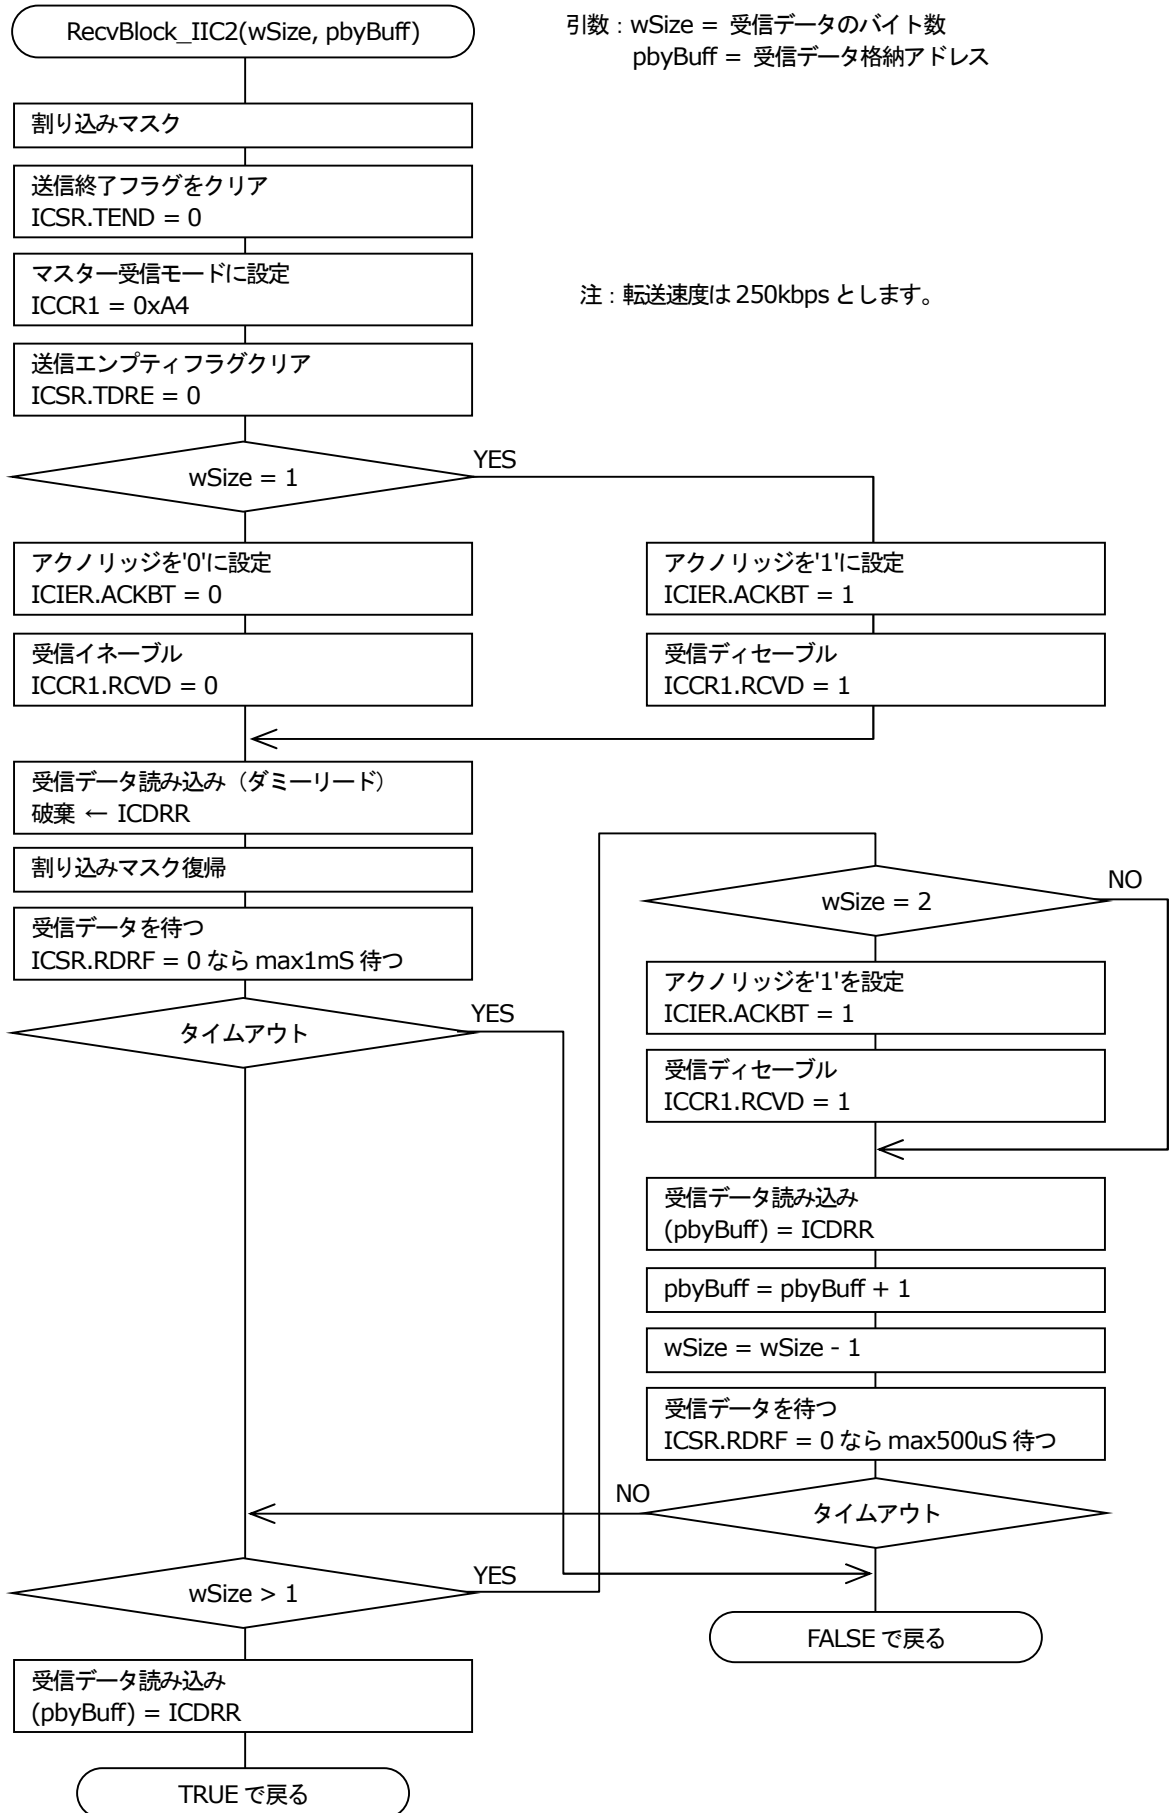 RecvBlock_IIC2(wSize, pbyBuff)
引数：wSize = 受信データのバイト数
pbyBuff = 受信データ格納アドレス
割り込みマスク
送信終了フラグをクリア
ICSR.TEND = 0
マスター受信モードに設定
ICCR1 = 0xA4
注：転送速度は 250kbps とします。
送信エンプティフラグクリア
ICSR.TDRE = 0
wSize = 1
YES
アクノリッジを'0'に設定
ICIER.ACKBT = 0
受信イネーブル
ICCR1.RCVD = 0
アクノリッジを'1'に設定
ICIER.ACKBT = 1
受信ディセーブル
ICCR1.RCVD = 1
受信データ読み込み（ダミーリード）
破棄 ← ICDRR
割り込みマスク復帰
受信データを待つ
ICSR.RDRF = 0 なら max1mS 待つ
タイムアウト
YES
wSize = 2
NO
アクノリッジを'1'を設定
ICIER.ACKBT = 1
受信ディセーブル
ICCR1.RCVD = 1
受信データ読み込み
(pbyBuff) = ICDRR
pbyBuff = pbyBuff + 1
wSize = wSize - 1
受信データを待つ
ICSR.RDRF = 0 なら max500uS 待つ
NO
タイムアウト
wSize > 1
YES
FALSE で戻る
受信データ読み込み
(pbyBuff) = ICDRR
TRUE で戻る